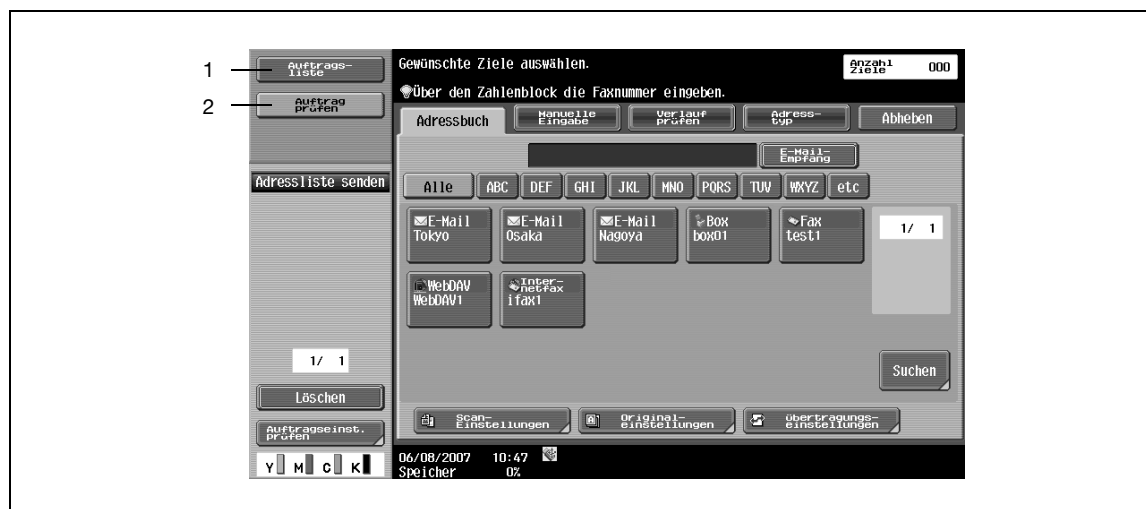 1
Auftrags-
liste
2
Auftrag
prüfen
Adressliste senden
1/ 1
Löschen
Auftragseinst.
prüfen
Y M C K
Gewünschte Ziele auswählen.
Anzahl
Ziele 000
Über den Zahlenblock die Faxnummer eingeben.
Adressbuch
Manuelle
Eingabe
Verlauf
prüfen
Adress-
typ
Abheben
E-Mail-
Empfang
Alle ABC DEF GHI JKL MNO PQRS TUV WXYZ etc
E-Mail
Tokyo
E-Mail
Osaka
E-Mail
Nagoya
Box
box01
Fax
test1
1/ 1
WebDAV
WebDAV1
Inter-
netfax
ifax1
Suchen
Scan-
Einstellungen
Original-
einstellungen
Übertragungs-
einstellungen
06/08/2007 10:47
Speicher 0%